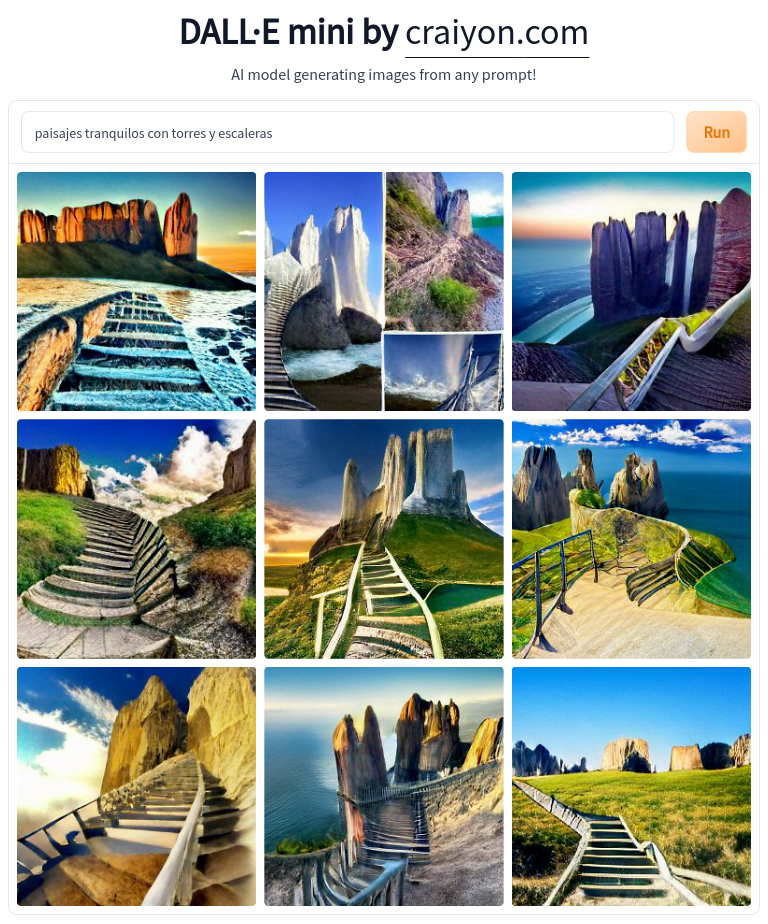 DALL·E mini by craiyon.com
AI model generating images from any prompt!
paisajes tranquilos con torres y escaleras
Run